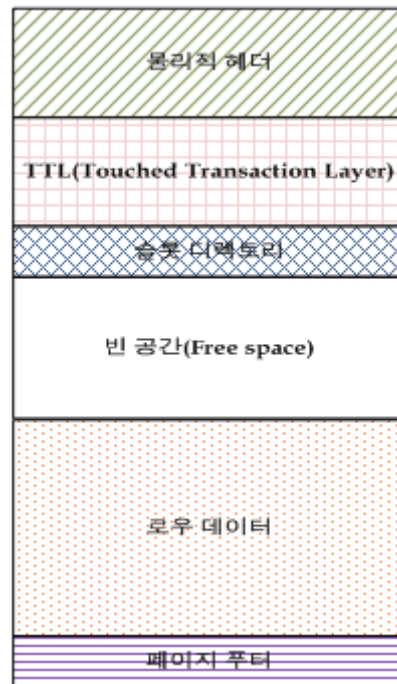 물리적 헤더
TTL(Touched Transaction Layer)
슬롯 디렉토리
빈 공간(Free space)
로우 데이터
페이지 푸터